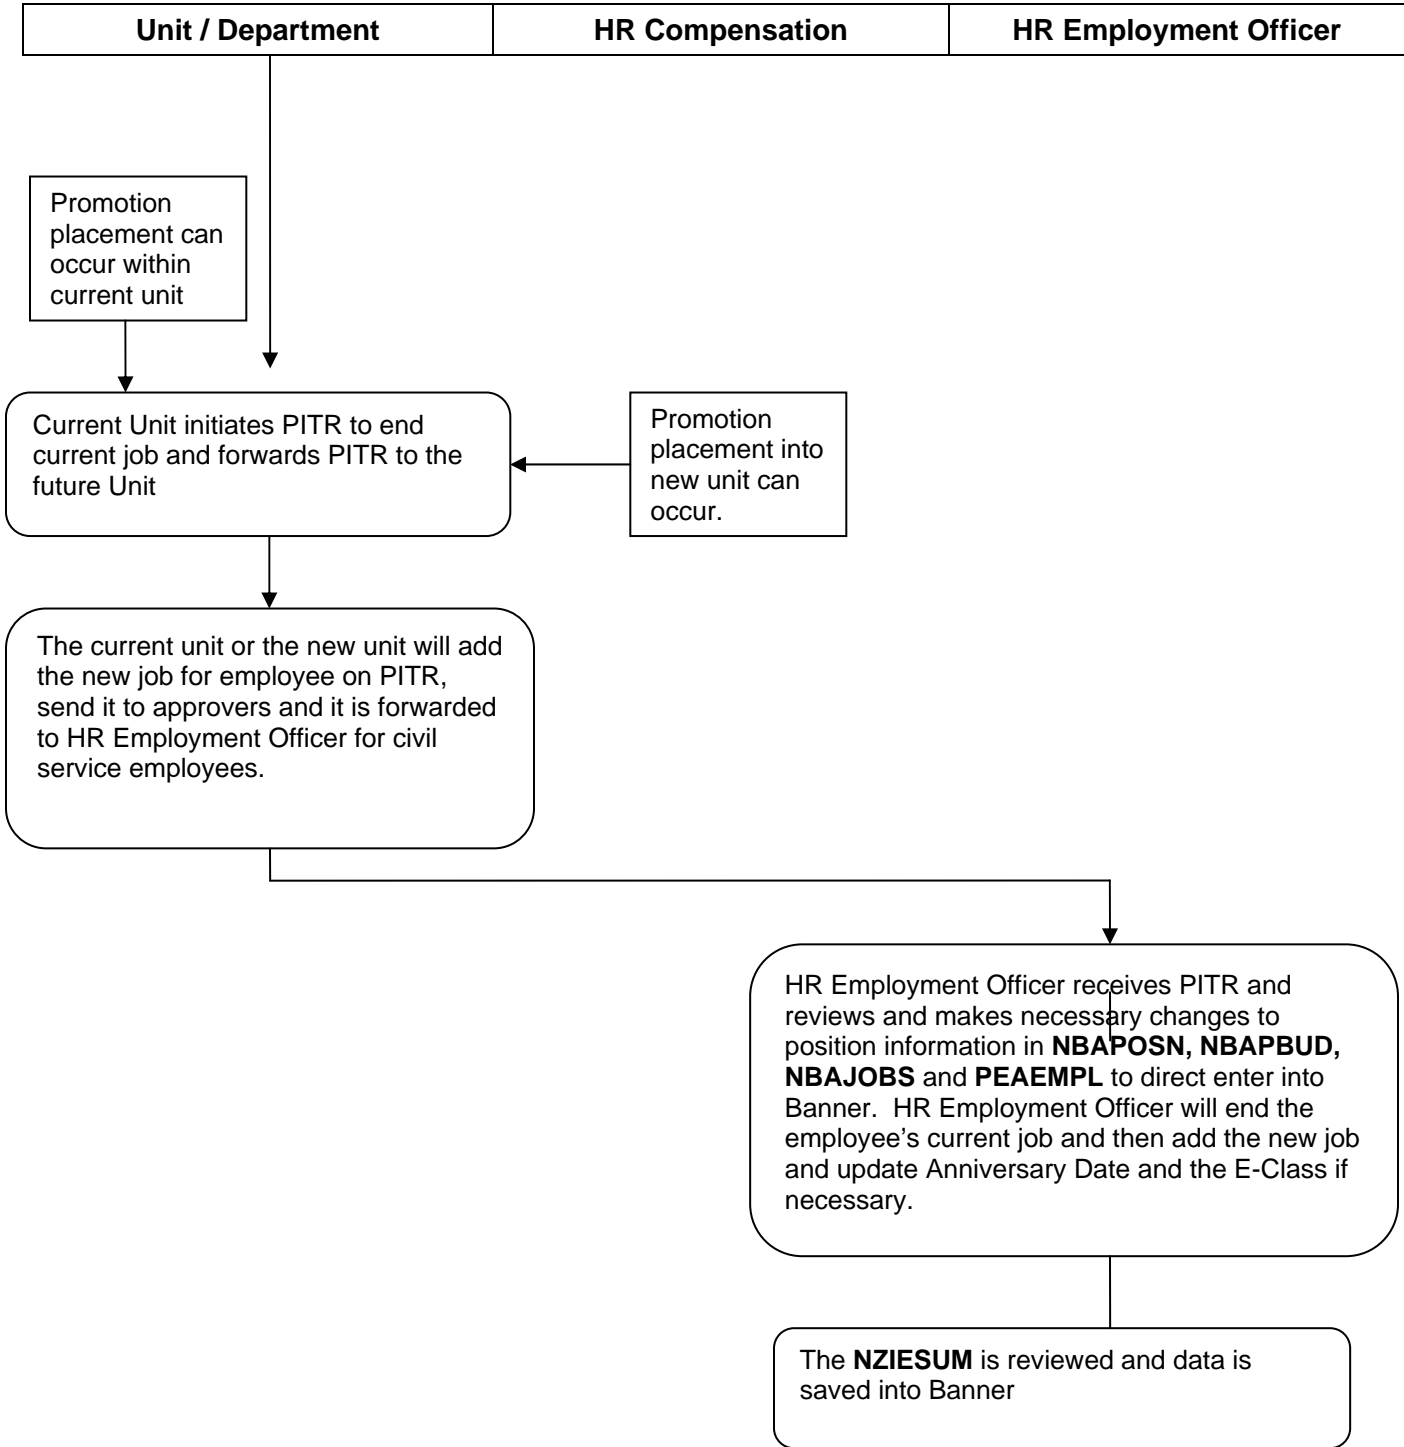 Unit / Department
HR Compensation
HR Employment Officer
Promotion
placement can
occur within
current unit
Current Unit initiates PITR to end
current job and forwards PITR to the
future Unit
Promotion
placement into
new unit can
occur.
The current unit or the new unit will add
the new job for employee on PITR,
send it to approvers and it is forwarded
to HR Employment Officer for civil
service employees.
HR Employment Officer receives PITR and
reviews and makes necessary changes to
position information in NBAPOSN, NBAPBUD,
NBAJOBS and PEAEMPL to direct enter into
Banner.  HR Employment Officer will end the
employee’s current job and then add the new job
and update Anniversary Date and the E-Class if
necessary.
The NZIESUM is reviewed and data is
saved into Banner